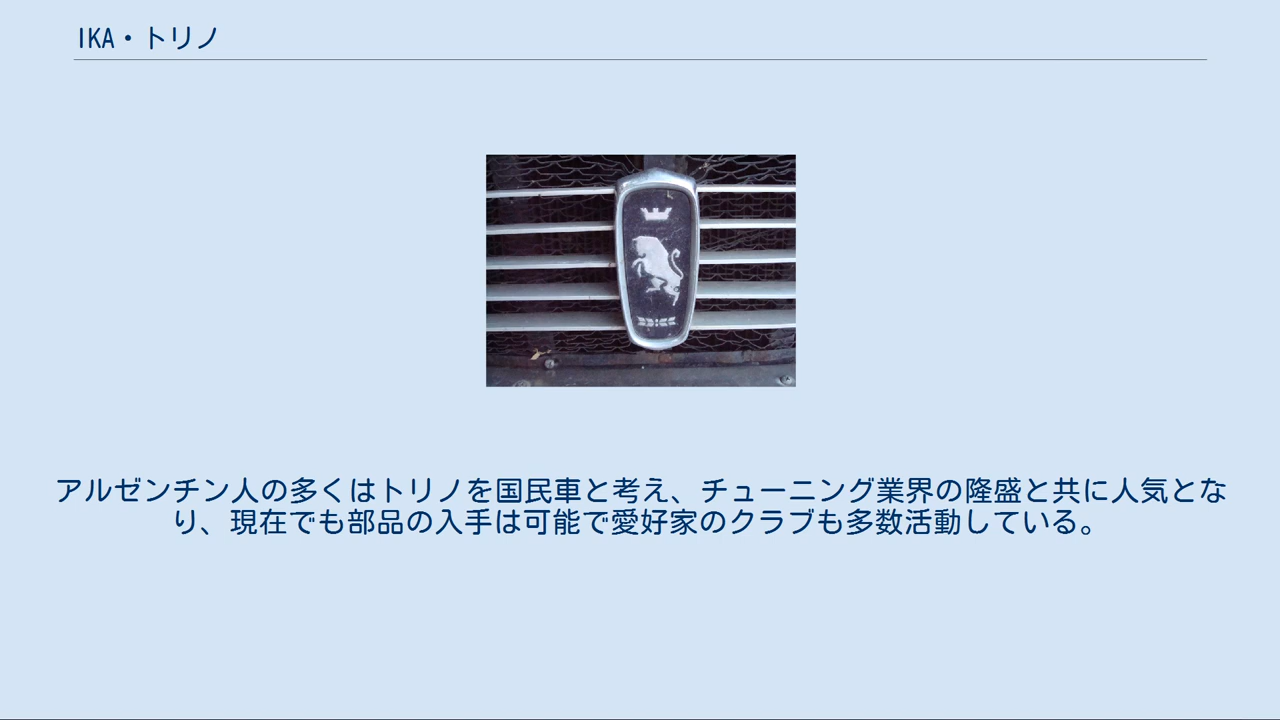 IKA・トリノ
アルゼンチン人の多くはトリノを国民車と考え、チューニング業界の隆盛と共に人気とな
り、現在でも部品の入手は可能で愛好家のクラブも多数活動している。